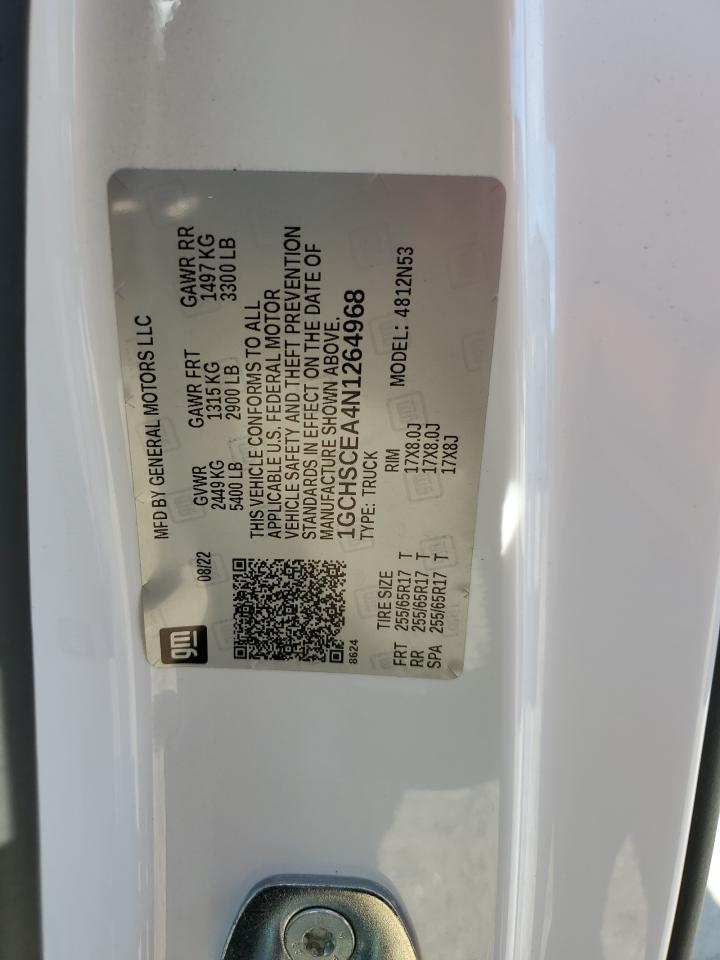 gm
MFD BY GENERAL MOTORS LLC
08/22
GVWR GAWR FRT GAWR RR
2449 KG 1315 KG 1497 KG
5400 LB 2900 LB 3300 LB
THIS VEHICLE CONFORMS TO ALL
APPLICABLE U.S. FEDERAL MOTOR
VEHICLE SAFETY AND THEFT PREVENTION
STANDARDS IN EFFECT ON THE DATE OF
MANUFACTURE SHOWN ABOVE.
1GCHSCEA4N1264968
8624
TYPE: TRUCK
TIRE SIZE RIM MODEL: 4812N53
FRT 255/65R17 T 17X8.0J
RR 255/65R17 T 17X8.0J
SPA 255/65R17 T 17X8J